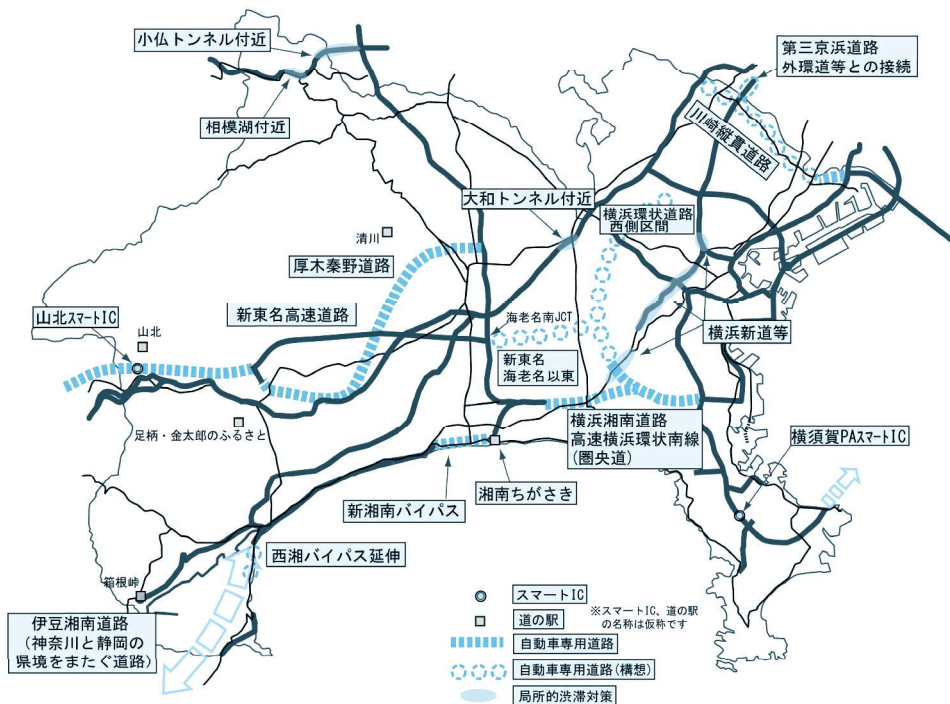 小仏トンネル付近
第三京浜道路
外環道等との接続
相模湖付近
川崎縦貫道路
大和トンネル付近
横浜環状道路
西側区間
清川
厚木秦野道路
山北スマートIC
新東名高速道路
海老名南JCT
山北
横浜新道等
新東名
海老名以東
足柄・金太郎のふるさと
横浜湘南道路
高速横浜環状南線
(圏央道)
横須賀PAスマートIC
湘南ちがさき
新湘南バイパス
西湘バイパス延伸
箱根峠
伊豆湘南道路
(神奈川と静岡の
県境をまたぐ道路)
スマートIC
道の駅
※スマートIC、道の駅
の名称は仮称です
自動車専用道路
自動車専用道路(構想)
局所的渋滞対策